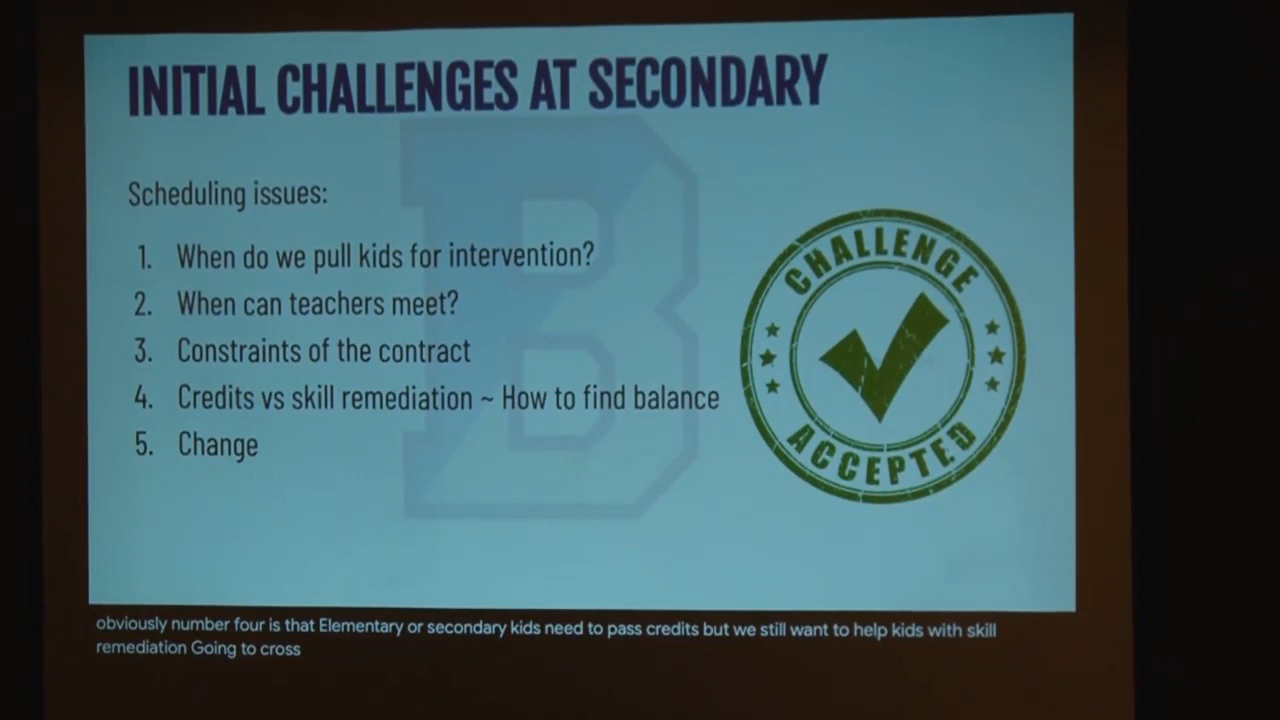 INITIAL CHALLENGES AT SECONDARY
Scheduling issues:
1. When do we pull kids for intervention?
2. When can teachers meet?
3. Constraints of the contract
4. Credits vs skill remediation ~ How to find balance
5. Change
B
CHALLENGE
ACCEPTED
obviously number four is that Elementary or secondary kids need to pass credits but we still want to help kids with skill
remediation Going to cross